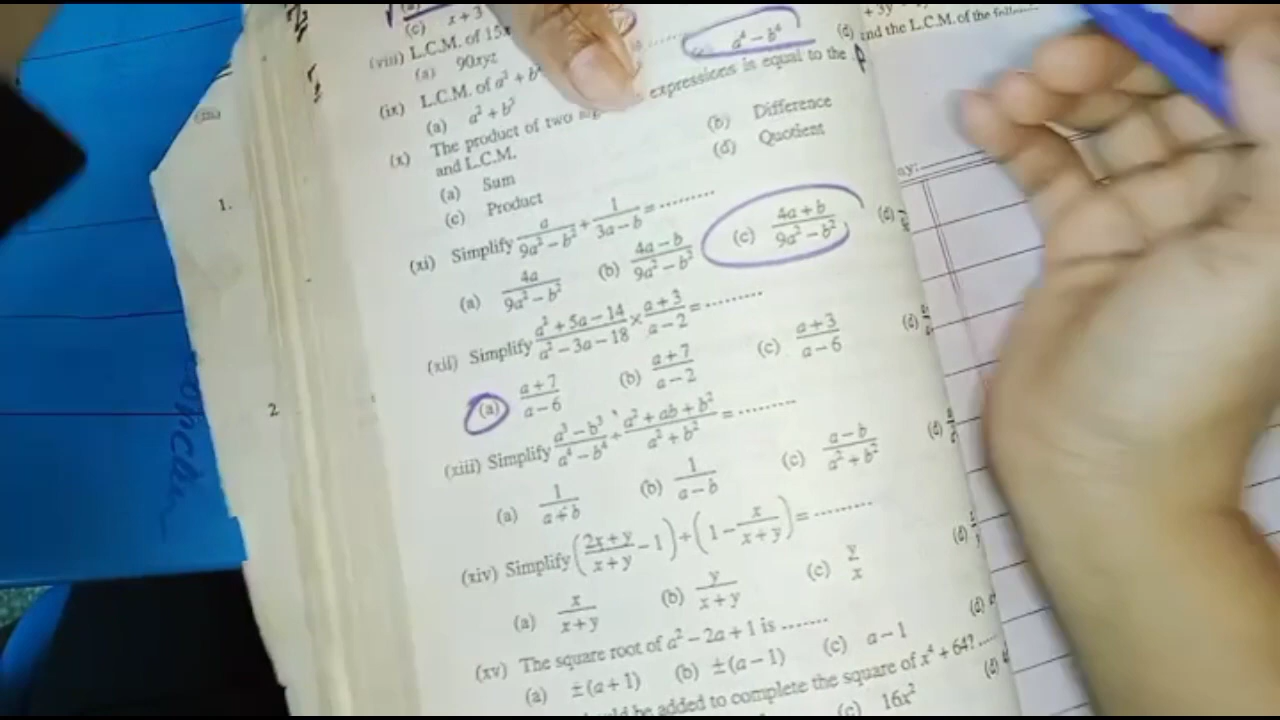 (c) x + 3
(viii) L.C.M. of 15x
(a) 90xyz
a⁴ − b⁴ (d)
+ 3y
and the L.C.M. of the
(ix) L.C.M. of a³ + b
(a) a² + b²
(x) The product of two expressions is equal to the
and L.C.M.
(a) Sum (b) Difference
(c) Product (d) Quotient
ay:
(xi) Simplify a/(9a² − b²) + 1/(3a − b) = ........
(a) 4a/(9a² − b²) (b) (4a − b)/(9a² − b²) (c) (4a + b)/(9a² − b²) (d)
(xii) Simplify (a² + 5a − 14)/(a² − 3a − 18) × (a + 3)/(a − 2) = ........
(a) (a + 7)/(a − 6) (b) (a + 7)/(a − 2) (c) (a + 3)/(a − 6) (d)
(xiii) Simplify (a³ − b³)/(a⁴ − b⁴) ÷ (a² + ab + b²)/(a² + b²) = ........
(a) 1/(a + b) (b) 1/(a − b) (c) (a − b)/(a² + b²) (d)
(xiv) Simplify ((2x + y)/(x + y) − 1) ÷ (1 − x/(x + y)) = ........
(a) x/(x + y) (b) y/(x + y) (c) y/x (d)
(xv) The square root of a² − 2a + 1 is .......
(a) ±(a + 1) (b) ±(a − 1) (c) a − 1 (d)
be added to complete the square of x⁴ + 64? .....
(c) 16x² (d)
1.
2